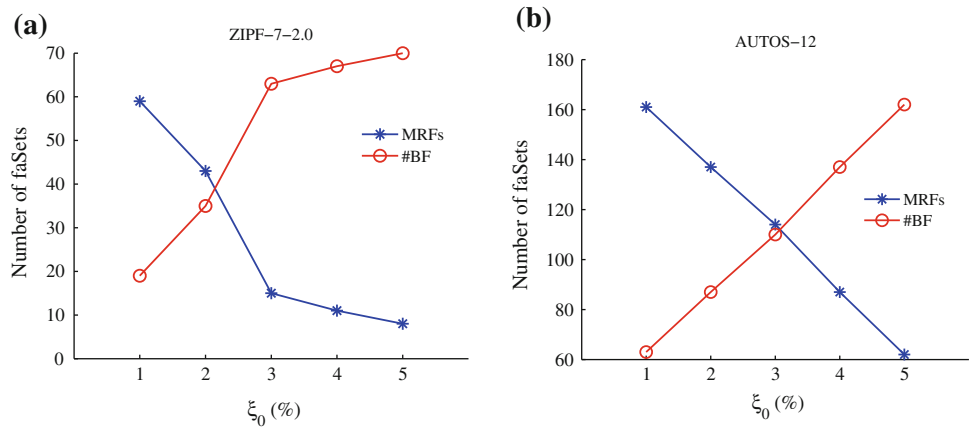 (a)
ZIPF-7-2.0
Number of faSets
70
60
50
40
30
20
10
0
MRFs
#BF
1 2 3 4 5
ξ₀ (%)
(b)
AUTOS-12
Number of faSets
180
160
140
120
100
80
60
MRFs
#BF
1 2 3 4 5
ξ₀ (%)